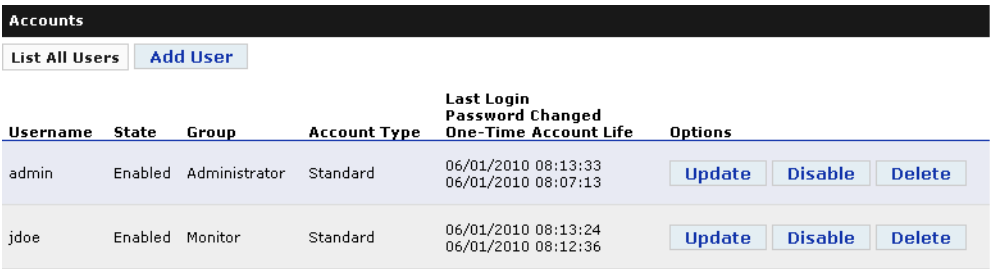 Accounts
List All Users Add User
Last Login
Password Changed
Username State Group Account Type One-Time Account Life Options
06/01/2010 08:13:33
admin Enabled Administrator Standard Update Disable Delete
06/01/2010 08:07:13
06/01/2010 08:13:24
jdoe Enabled Monitor Standard Update Disable Delete
06/01/2010 08:12:36